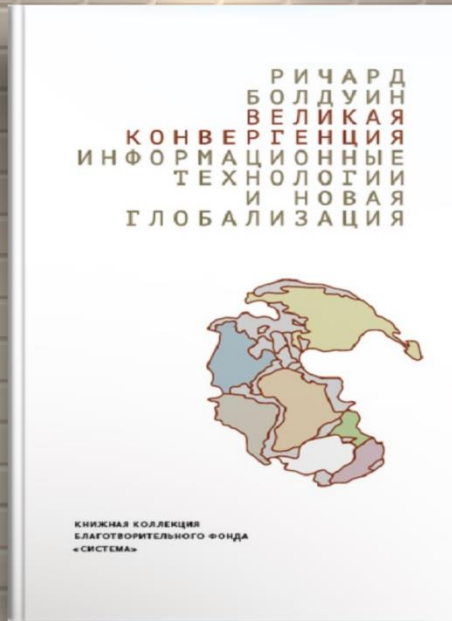 РИЧАРД
БОЛДУИН
ВЕЛИКАЯ
КОНВЕРГЕНЦИЯ
ИНФОРМАЦИОННЫЕ
ТЕХНОЛОГИИ
И НОВАЯ
ГЛОБАЛИЗАЦИЯ
КНИЖНАЯ КОЛЛЕКЦИЯ
БЛАГОТВОРИТЕЛЬНОГО ФОНДА
«СИСТЕМА»